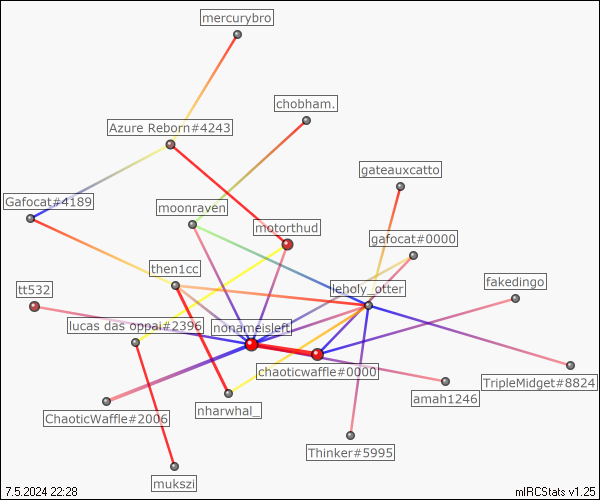 mercurybro
chobham.
Azure Reborn#4243
gateauxcatto
Gafocat#4189
moonraven
motorthud
gafocat#0000
then1cc
fakedingo
tt532
leholy_otter
lucas das oppai#2396
nonameisleft
chaoticwaffle#0000
TripleMidget#8824
amah1246
ChaoticWaffle#2006
nharwhal_
Thinker#5995
mukszi
7.5.2024 22:28
mIRCStats v1.25